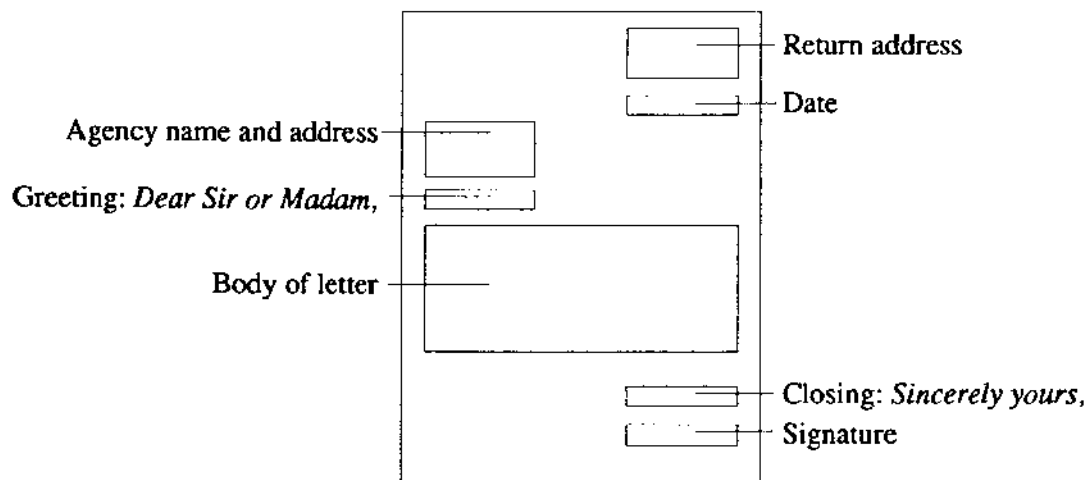 Return address
Date
Agency name and address
Greeting: Dear Sir or Madam,
Body of letter
Closing: Sincerely yours,
Signature